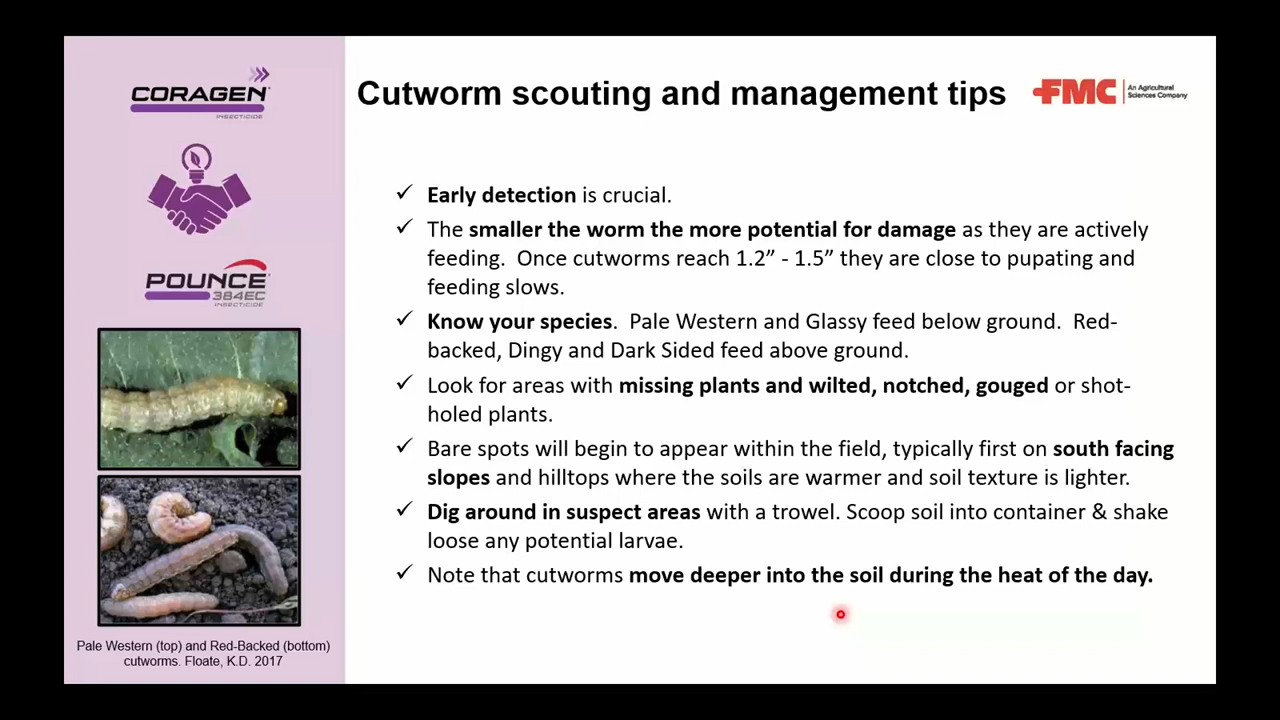 CORAGEN
INSECTICIDE
POUNCE
384EC
INSECTICIDE
Pale Western (top) and Red-Backed (bottom)
cutworms. Floate, K.D. 2017
Cutworm scouting and management tips
FMC
An Agricultural
Sciences Company
✓ Early detection is crucial.
✓ The smaller the worm the more potential for damage as they are actively
feeding.  Once cutworms reach 1.2” - 1.5” they are close to pupating and
feeding slows.
✓ Know your species.  Pale Western and Glassy feed below ground.  Red-
backed, Dingy and Dark Sided feed above ground.
✓ Look for areas with missing plants and wilted, notched, gouged or shot-
holed plants.
✓ Bare spots will begin to appear within the field, typically first on south facing
slopes and hilltops where the soils are warmer and soil texture is lighter.
✓ Dig around in suspect areas with a trowel. Scoop soil into container & shake
loose any potential larvae.
✓ Note that cutworms move deeper into the soil during the heat of the day.